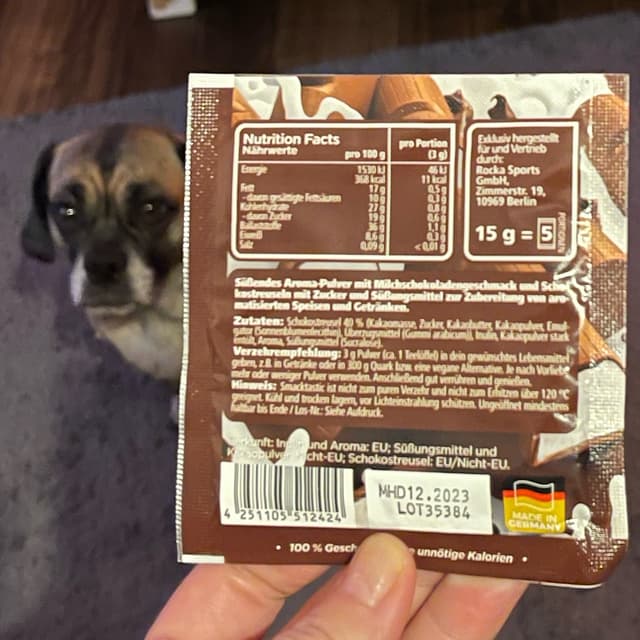 Nutrition Facts
Nährwerte pro 100 g pro Portion (3 g)
Energie 1530 kJ 46 kJ
368 kcal 11 kcal
Fett 17 g 0,5 g
- davon gesättigte Fettsäuren 10 g 0,3 g
Kohlenhydrate 27 g 0,8 g
- davon Zucker 19 g 0,6 g
Ballaststoffe 36 g 1,1 g
Eiweiß 8,6 g 0,3 g
Salz 0,09 g < 0,01 g
Exklusiv hergestellt
für und Vertrieb
durch:
Rocka Sports
GmbH,
Zimmerstr. 19,
10969 Berlin
15 g = 5
PORTIONEN
Süßendes Aroma-Pulver mit Milchschokoladengeschmack und Scho
kostreuseln mit Zucker und Süßungsmittel zur Zubereitung von aro-
matisierten Speisen und Getränken.
Zutaten: Schokostreusel 40 % (Kakaomasse, Zucker, Kakaobutter, Kakaopulver, Emul-
gator (Sonnenblumenlecithin), Überzugsmittel (Gummi arabicum)), Inulin, Kakaopulver stark
entölt, Aroma, Süßungsmittel (Sucralose).
Verzehrempfehlung: 3 g Pulver (ca. 1 Teelöffel) in dein gewünschtes Lebensmittel
geben, z.B. in Getränke oder in 300 g Quark bzw. eine vegane Alternative. Je nach Vorliebe
mehr oder weniger Pulver verwenden. Anschließend gut verrühren und genießen.
Hinweis: Smacktastic ist nicht zum puren Verzehr und nicht zum Erhitzen über 120 °C
geeignet. Kühl und trocken lagern, vor Lichteinstrahlung schützen. Ungeöffnet mindestens
haltbar bis Ende / Los-Nr.: Siehe Aufdruck.
Herkunft: und Aroma: EU; Süßungsmittel und
Kakaopulver: Nicht-EU; Schokostreusel: EU/Nicht-EU.
4 251105 512424
MHD12.2023
LOT35384
MADE IN
GERMANY
• 100 % Gesch e unnötige Kalorien •